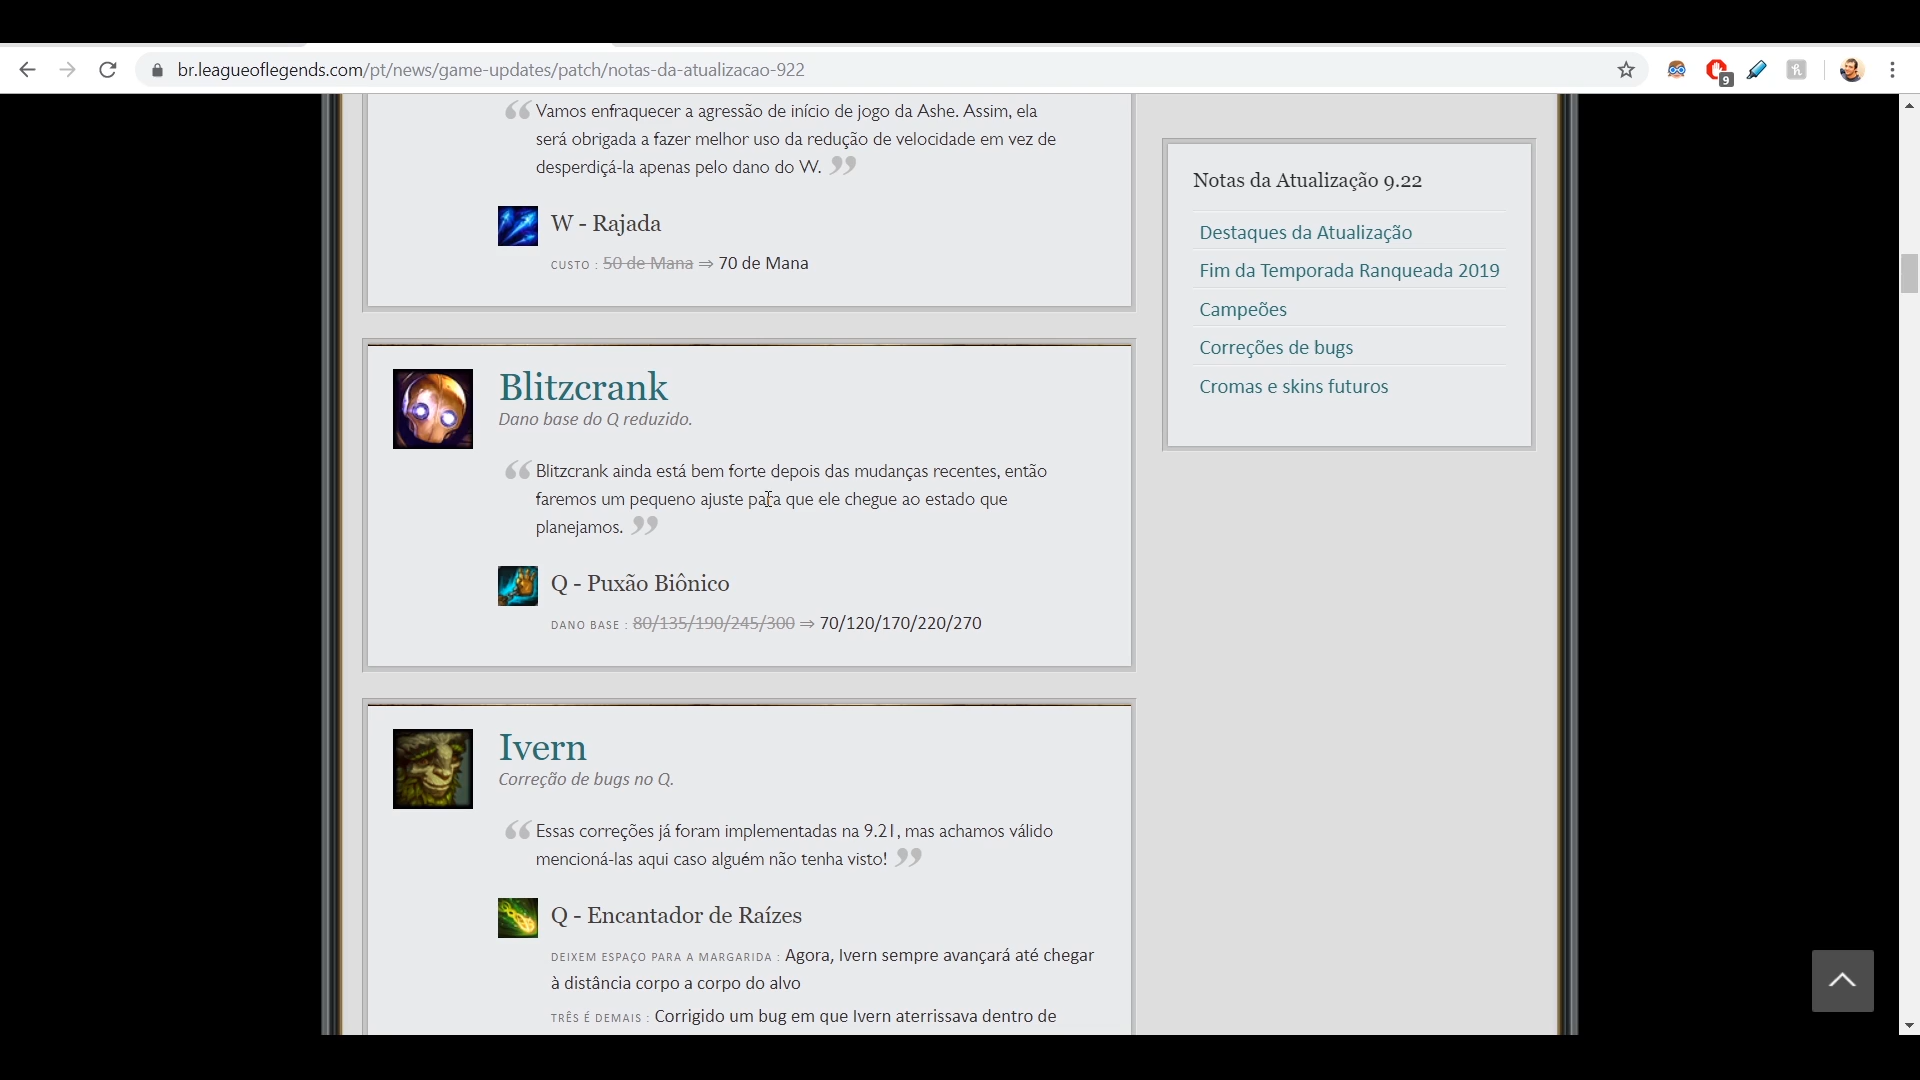 br.leagueoflegends.com/pt/news/game-updates/patch/notas-da-atualizacao-922
9
“ Vamos enfraquecer a agressão de início de jogo da Ashe. Assim, ela
será obrigada a fazer melhor uso da redução de velocidade em vez de
desperdiçá-la apenas pelo dano do W. ”
W - Rajada
CUSTO : 50 de Mana ⇒ 70 de Mana
Blitzcrank
Dano base do Q reduzido.
“ Blitzcrank ainda está bem forte depois das mudanças recentes, então
faremos um pequeno ajuste para que ele chegue ao estado que
planejamos. ”
Q - Puxão Biônico
DANO BASE : 80/135/190/245/300 ⇒ 70/120/170/220/270
Ivern
Correção de bugs no Q.
“ Essas correções já foram implementadas na 9.21, mas achamos válido
mencioná-las aqui caso alguém não tenha visto! ”
Q - Encantador de Raízes
DEIXEM ESPAÇO PARA A MARGARIDA : Agora, Ivern sempre avançará até chegar
à distância corpo a corpo do alvo
TRÊS É DEMAIS : Corrigido um bug em que Ivern aterrissava dentro de
Notas da Atualização 9.22
Destaques da Atualização
Fim da Temporada Ranqueada 2019
Campeões
Correções de bugs
Cromas e skins futuros